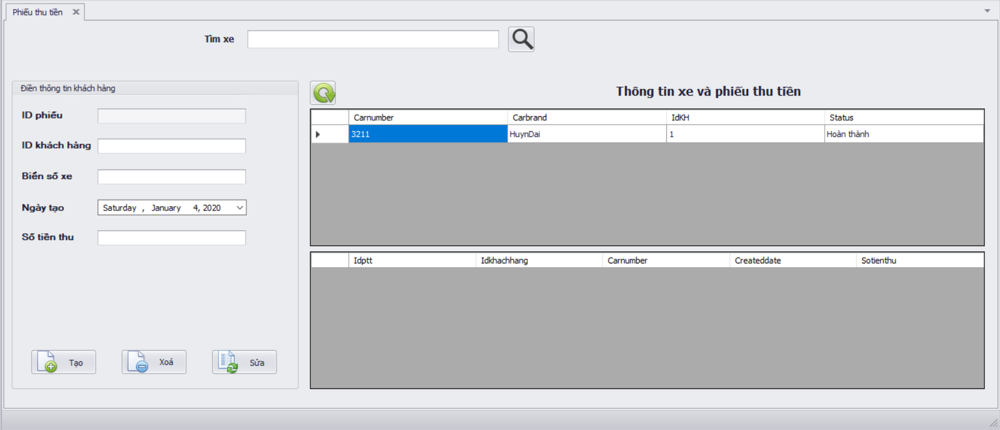 Phiếu thu tiền
Tìm xe
Điền thông tin khách hàng
ID phiếu
ID khách hàng
Biển số xe
Ngày tạo Saturday , January 4, 2020
Số tiền thu
Tạo Xoá Sửa
Thông tin xe và phiếu thu tiền
Carnumber Carbrand IdKH Status
3211 HuynDai 1 Hoàn thành
Idptt Idkhachhang Carnumber Createddate Sotienthu